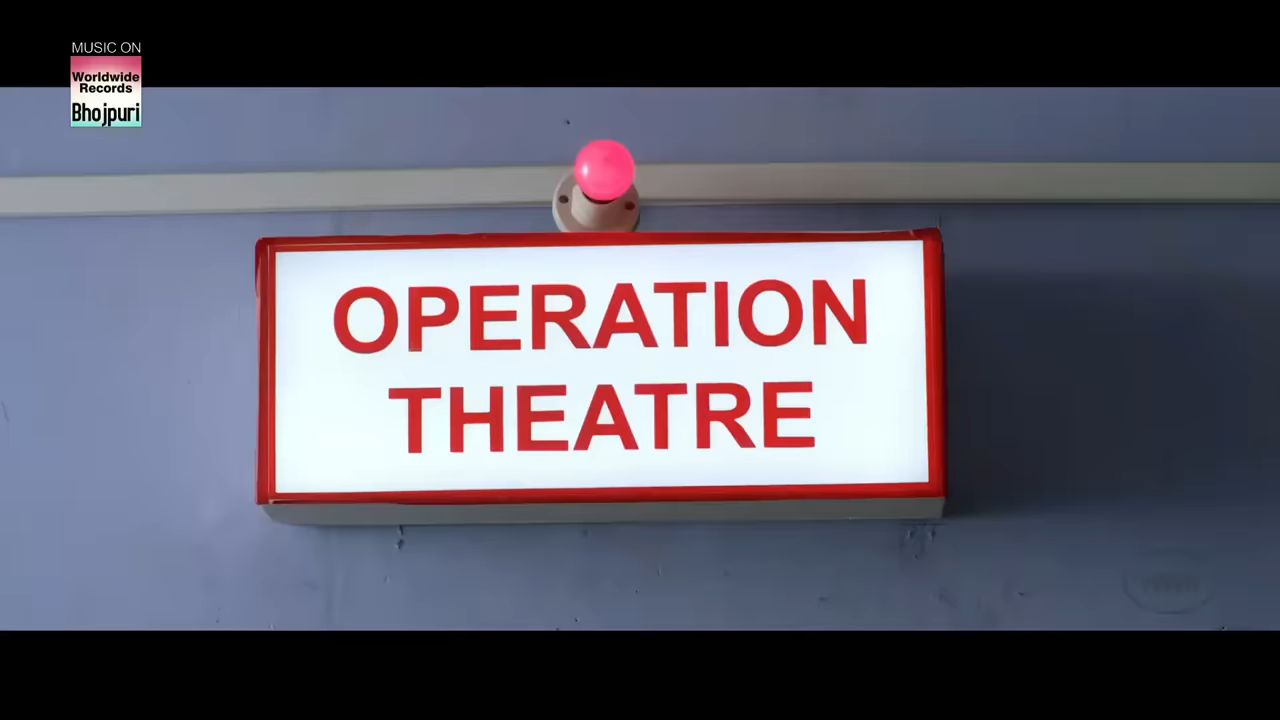 MUSIC ON
Worldwide
Records
Bhojpuri
OPERATION
THEATRE